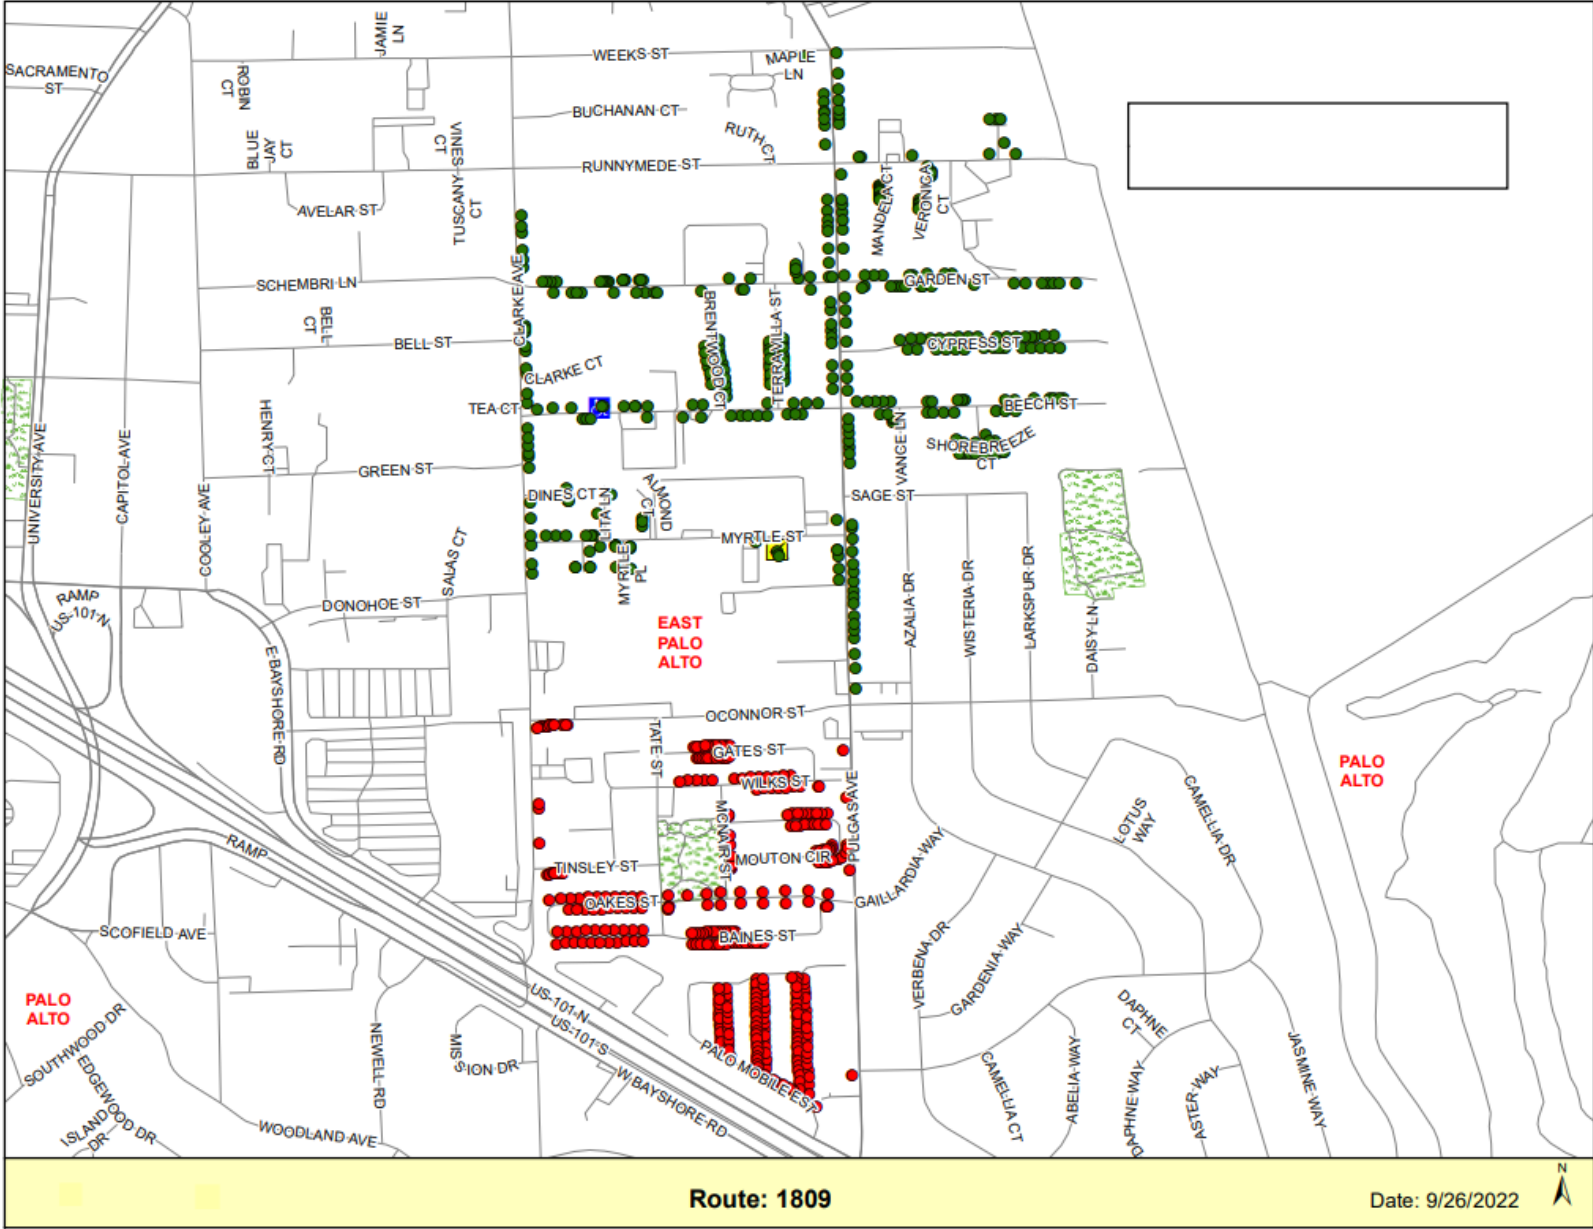 JAMIE
LN
WEEKS ST
MAPLE
LN
SACRAMENTO
ST
ROBIN
CT
BUCHANAN CT
RUTH CT
BLUE
JAY
CT
VINES
CT
RUNNYMEDE ST
MANDELA CT
VERONICA
CT
AVELAR ST
TUSCANY
CT
CLARKE AVE
SCHEMBRI LN
GARDEN ST
BRENTWOOD CT
TERRA VILLA ST
BELL
CT
BELL ST
CYPRESS ST
CLARKE CT
TEA CT
BEECH ST
HENRY CT
VANCE LN
SHOREBREEZE
CT
UNIVERSITY AVE
CAPITOL AVE
COOLEY AVE
GREEN ST
DINES CT
LITA LN
ALMOND
CT
SAGE ST
SALAS CT
MYRTLE ST
MYRTLE
PL
AZALIA DR
WISTERIA DR
LARKSPUR DR
DAISY LN
RAMP
US-101 N
DONOHOE ST
EAST
PALO
ALTO
E BAYSHORE RD
OCONNOR ST
TATE ST
GATES ST
WILKS ST
PALO
ALTO
PULGAS AVE
MCNAIR ST
CAMELLIA DR
LOTUS
WAY
RAMP
TINSLEY ST
MOUTON CIR
GAILLARDIA WAY
OAKES ST
SCOFIELD AVE
BAINES ST
VERBENA DR
GARDENIA WAY
PALO
ALTO
SOUTHWOOD DR
US-101 N
US-101 S
DAPHNE
CT
NEWELL RD
MISSION DR
PALO MOBILE EST
W BAYSHORE RD
EDGEWOOD DR
ISLAND
DR
WOODLAND AVE
CAMELLIA CT
ABELIA WAY
DAPHNE WAY
ASTER WAY
JASMINE WAY
Route: 1809
Date: 9/26/2022
N